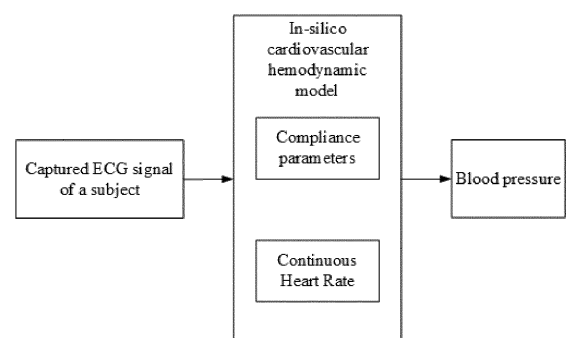 In-silico
cardiovascular
hemodynamic
model
Compliance
parameters
Captured ECG signal
of a subject
Blood pressure
Continuous
Heart Rate